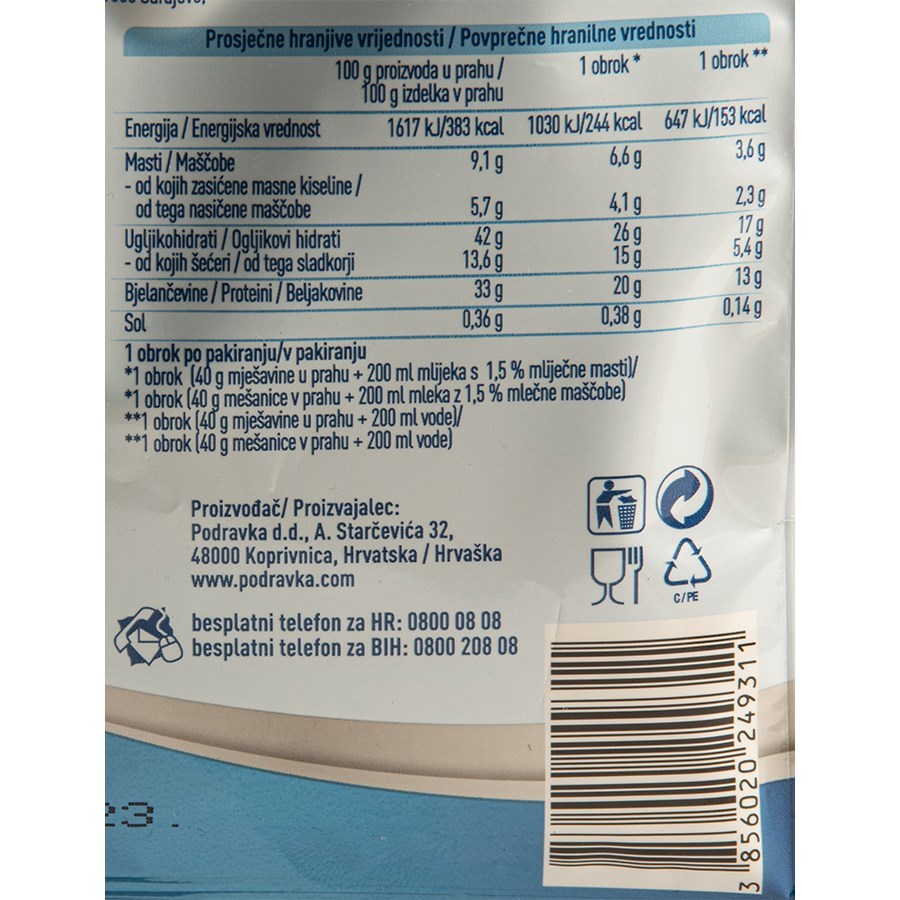 Sarajevo,
Prosječne hranjive vrijednosti / Povprečne hranilne vrednosti
100 g proizvoda u prahu / 1 obrok * 1 obrok **
100 g izdelka v prahu
Energija / Energijska vrednost 1617 kJ/383 kcal 1030 kJ/244 kcal 647 kJ/153 kcal
Masti / Maščobe 9,1 g 6,6 g 3,6 g
- od kojih zasićene masne kiseline /
od tega nasičene maščobe 5,7 g 4,1 g 2,3 g
Ugljikohidrati / Ogljikovi hidrati 42 g 26 g 17 g
- od kojih šećeri / od tega sladkorji 13,6 g 15 g 5,4 g
Bjelančevine / Proteini / Beljakovine 33 g 20 g 13 g
Sol 0,36 g 0,38 g 0,14 g
1 obrok po pakiranju/v pakiranju
*1 obrok (40 g mješavine u prahu + 200 ml mlijeka s 1,5 % mliječne masti)/
*1 obrok (40 g mešanice v prahu + 200 ml mleka z 1,5 % mlečne maščobe)
**1 obrok (40 g mješavine u prahu + 200 ml vode)/
**1 obrok (40 g mešanice v prahu + 200 ml vode)
Proizvođač/ Proizvajalec:
Podravka d.d., A. Starčevića 32,
48000 Koprivnica, Hrvatska / Hrvaška
www.podravka.com
C/PE
besplatni telefon za HR: 0800 08 08
besplatni telefon za BIH: 0800 208 08
3 856020 249311
23.